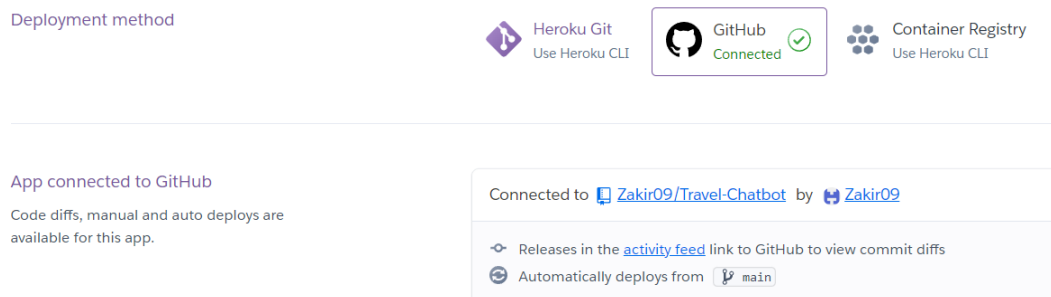 Deployment method
Heroku Git
Use Heroku CLI
GitHub
Connected
Container Registry
Use Heroku CLI
App connected to GitHub
Code diffs, manual and auto deploys are
available for this app.
Connected to Zakir09/Travel-Chatbot by Zakir09
Releases in the activity feed link to GitHub to view commit diffs
Automatically deploys from main